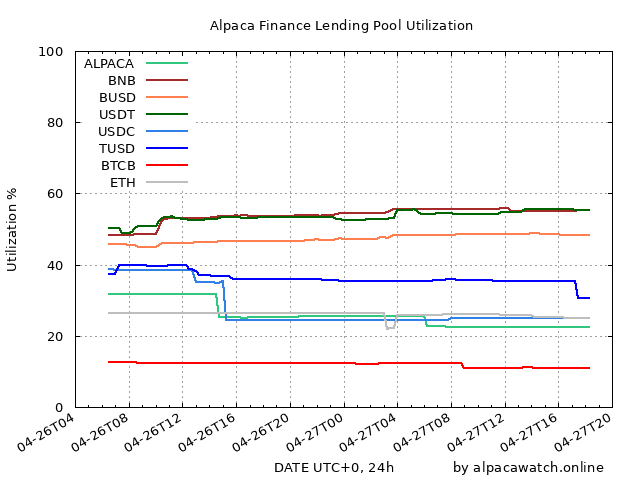 Alpaca Finance Lending Pool Utilization
Utilization %
100
80
60
40
20
0
ALPACA
BNB
BUSD
USDT
USDC
TUSD
BTCB
ETH
04-26T04
04-26T08
04-26T12
04-26T16
04-26T20
04-27T00
04-27T04
04-27T08
04-27T12
04-27T16
04-27T20
DATE UTC+0, 24h
by alpacawatch.online